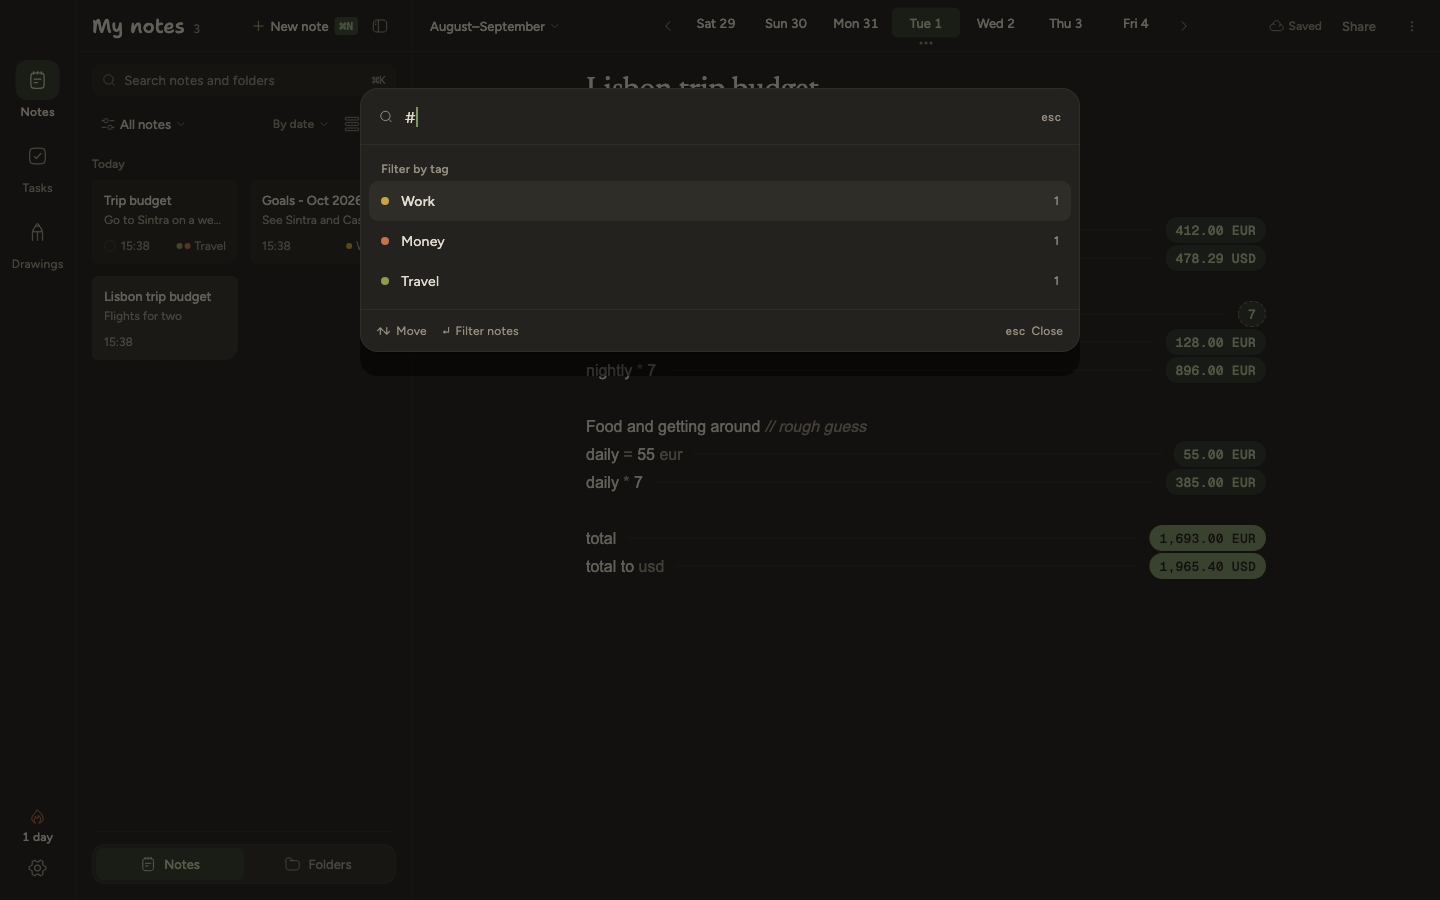 My notes 3
New note ⌘N
August–September
Sat 29
Sun 30
Mon 31
Tue 1
Wed 2
Thu 3
Fri 4
Saved
Share
Notes
Tasks
Drawings
Search notes and folders ⌘K
All notes
By date
Today
Trip budget
Go to Sintra on a we...
15:38
Travel
Goals - Oct 2026
15:38
Lisbon trip budget
Flights for two
15:38
Lisbon trip budget
#
esc
Filter by tag
Work 1
Money 1
Travel 1
Move
Filter notes
esc Close
412.00 EUR
478.29 USD
7
128.00 EUR
nightly * 7
896.00 EUR
Food and getting around // rough guess
daily = 55 eur
55.00 EUR
daily * 7
385.00 EUR
total
1,693.00 EUR
total to usd
1,965.40 USD
1 day
Notes
Folders